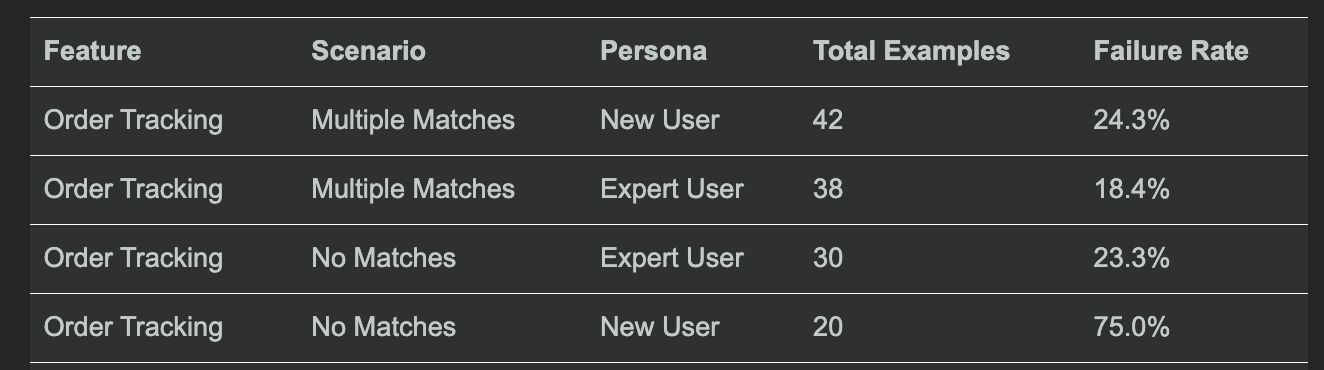 Feature Scenario Persona Total Examples Failure Rate
Order Tracking Multiple Matches New User 42 24.3%
Order Tracking Multiple Matches Expert User 38 18.4%
Order Tracking No Matches Expert User 30 23.3%
Order Tracking No Matches New User 20 75.0%